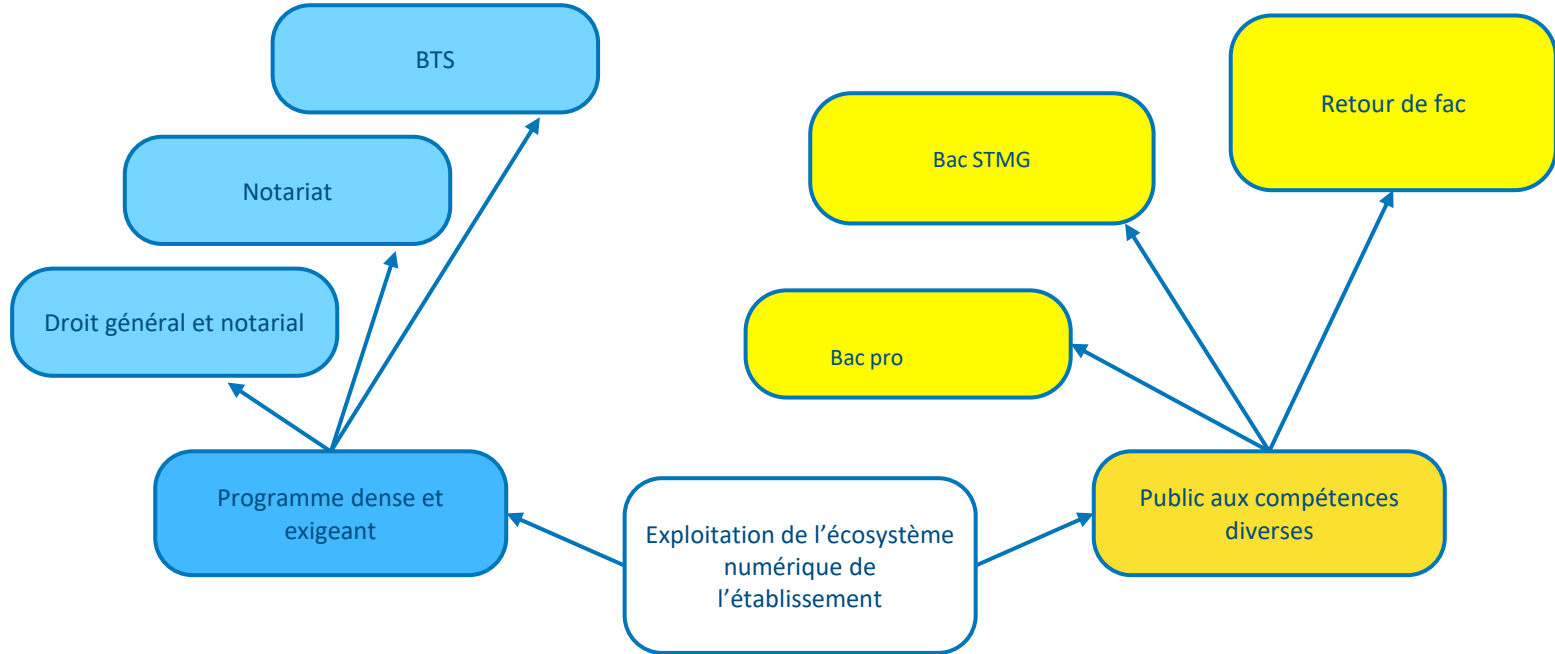 BTS
Retour de fac
Bac STMG
Notariat
Droit général et notarial
Bac pro
Programme dense et
exigeant
Exploitation de l’écosystème
numérique de
l’établissement
Public aux compétences
diverses